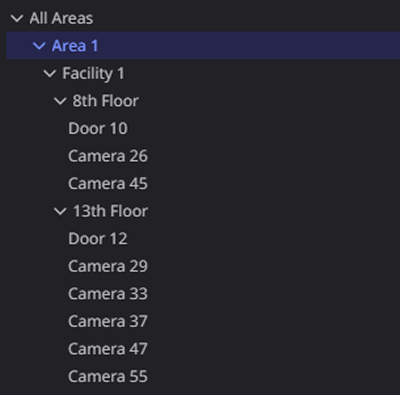 All Areas
Area 1
Facility 1
8th Floor
Door 10
Camera 26
Camera 45
13th Floor
Door 12
Camera 29
Camera 33
Camera 37
Camera 47
Camera 55